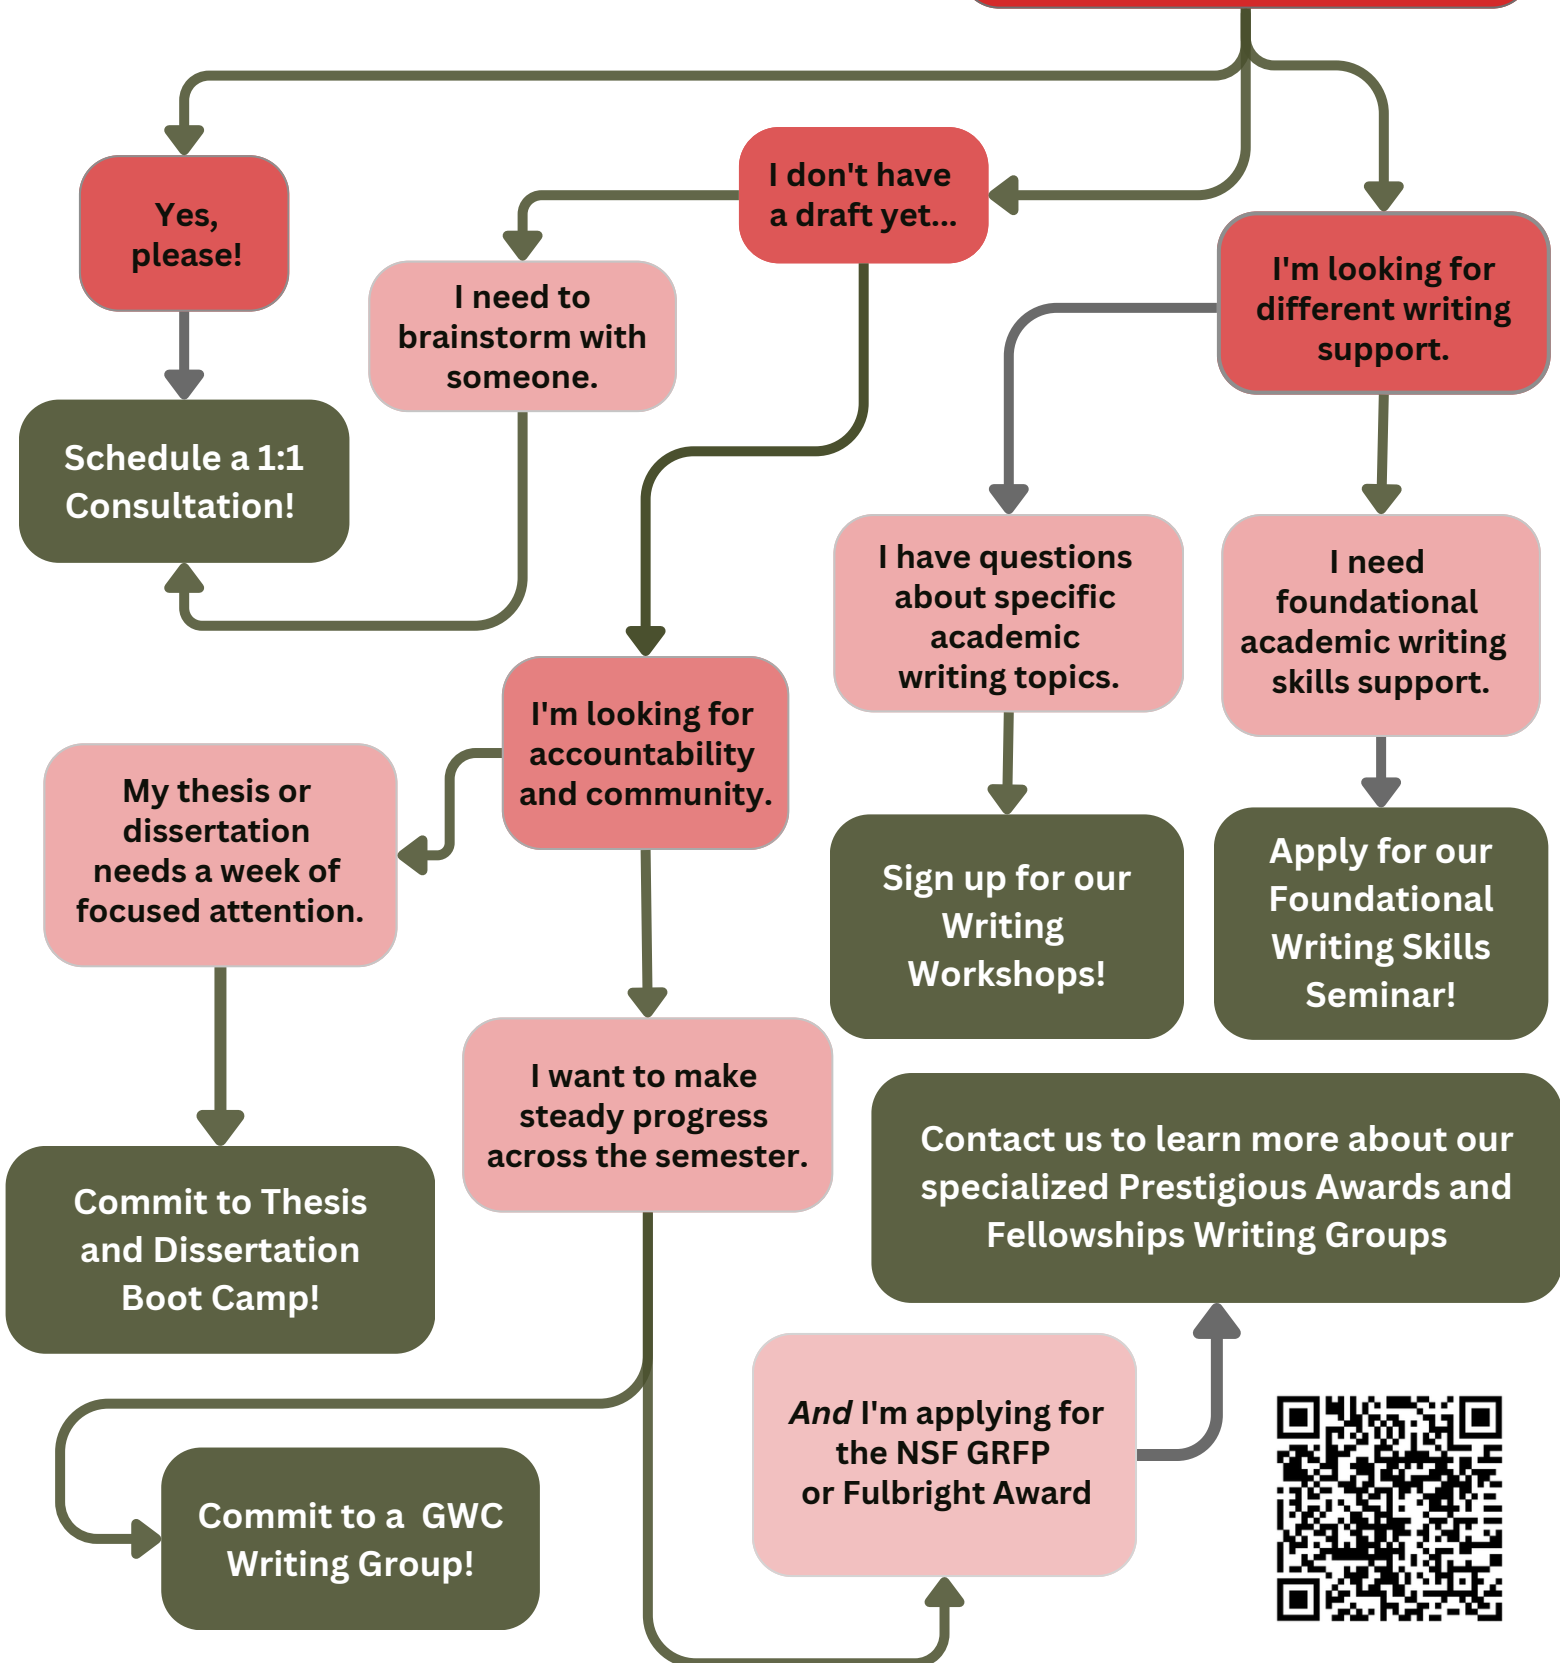 Yes,
please!
I don't have
a draft yet...
I'm looking for
different writing
support.
I need to
brainstorm with
someone.
Schedule a 1:1
Consultation!
I have questions
about specific
academic
writing topics.
I need
foundational
academic writing
skills support.
I'm looking for
accountability
and community.
My thesis or
dissertation
needs a week of
focused attention.
Sign up for our
Writing
Workshops!
Apply for our
Foundational
Writing Skills
Seminar!
I want to make
steady progress
across the semester.
Contact us to learn more about our
specialized Prestigious Awards and
Fellowships Writing Groups
Commit to Thesis
and Dissertation
Boot Camp!
And I'm applying for
the NSF GRFP
or Fulbright Award
Commit to a  GWC
Writing Group!